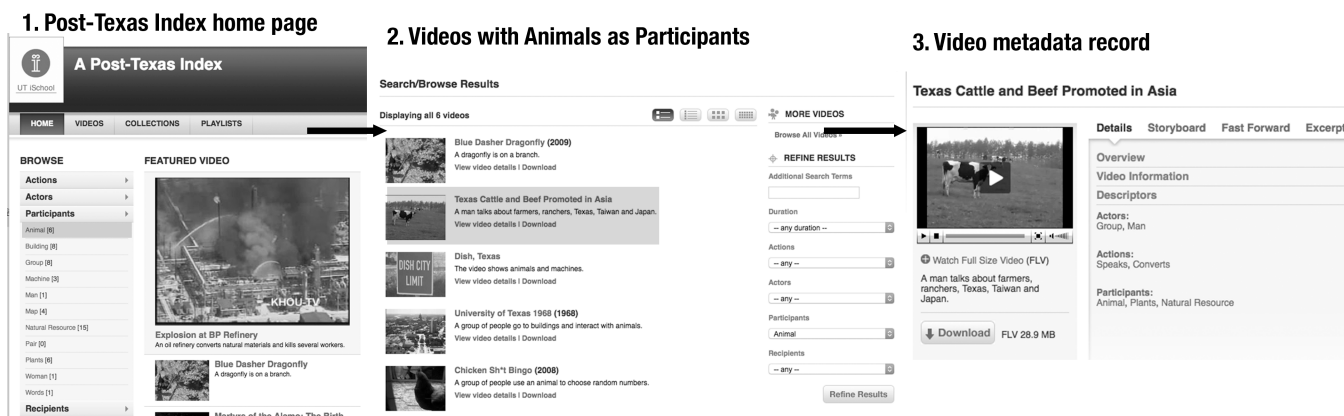 1. Post-Texas Index home page
UT iSchool
A Post-Texas Index
HOME VIDEOS COLLECTIONS PLAYLISTS
BROWSE
Actions
Actors
Participants
Animal [6]
Building [8]
Group [8]
Machine [3]
Man [1]
Map [4]
Natural Resource [15]
Pair [0]
Plants [6]
Woman [1]
Words [1]
Recipients
FEATURED VIDEO
KHOU-TV
Explosion at BP Refinery
An oil refinery converts natural materials and kills several workers.
Blue Dasher Dragonfly
A dragonfly is on a branch.
Martyrs of the Alamo: The Birth
2. Videos with Animals as Participants
Search/Browse Results
Displaying all 6 videos
Blue Dasher Dragonfly (2009)
A dragonfly is on a branch.
View video details | Download
Texas Cattle and Beef Promoted in Asia
A man talks about farmers, ranchers, Texas, Taiwan and Japan.
View video details | Download
DISH CITY
LIMIT
Dish, Texas
The video shows animals and machines.
View video details | Download
University of Texas 1968 (1968)
A group of people go to buildings and interact with animals.
View video details | Download
Chicken Sh*t Bingo (2008)
A group of people use an animal to choose random numbers.
View video details | Download
MORE VIDEOS
Browse All Videos »
REFINE RESULTS
Additional Search Terms
Duration
-- any duration --
Actions
-- any --
Actors
-- any --
Participants
Animal
Recipients
-- any --
Refine Results
3. Video metadata record
Texas Cattle and Beef Promoted in Asia
Watch Full Size Video (FLV)
A man talks about farmers,
ranchers, Texas, Taiwan and
Japan.
Download FLV 28.9 MB
Details Storyboard Fast Forward Excerpt
Overview
Video Information
Descriptors
Actors:
Group, Man
Actions:
Speaks, Converts
Participants:
Animal, Plants, Natural Resource